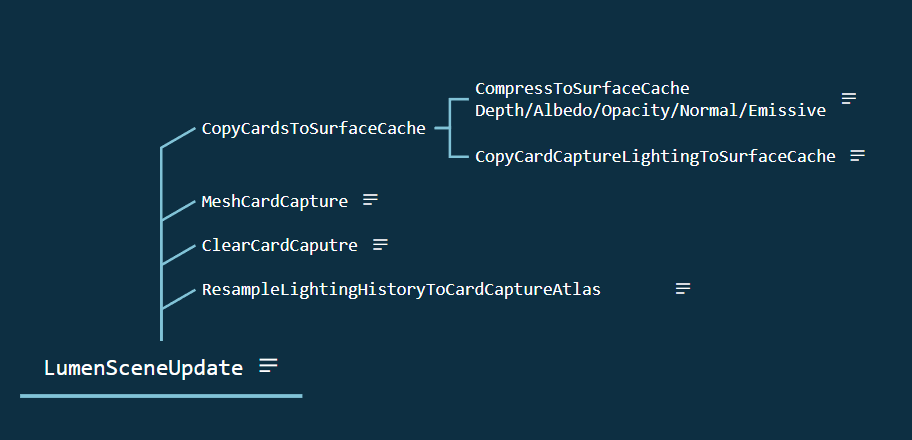 CompressToSurfaceCache
Depth/Albedo/Opacity/Normal/Emissive
CopyCardsToSurfaceCache
CopyCardCaptureLightingToSurfaceCache
MeshCardCapture
ClearCardCaputre
ResampleLightingHistoryToCardCaptureAtlas
LumenSceneUpdate